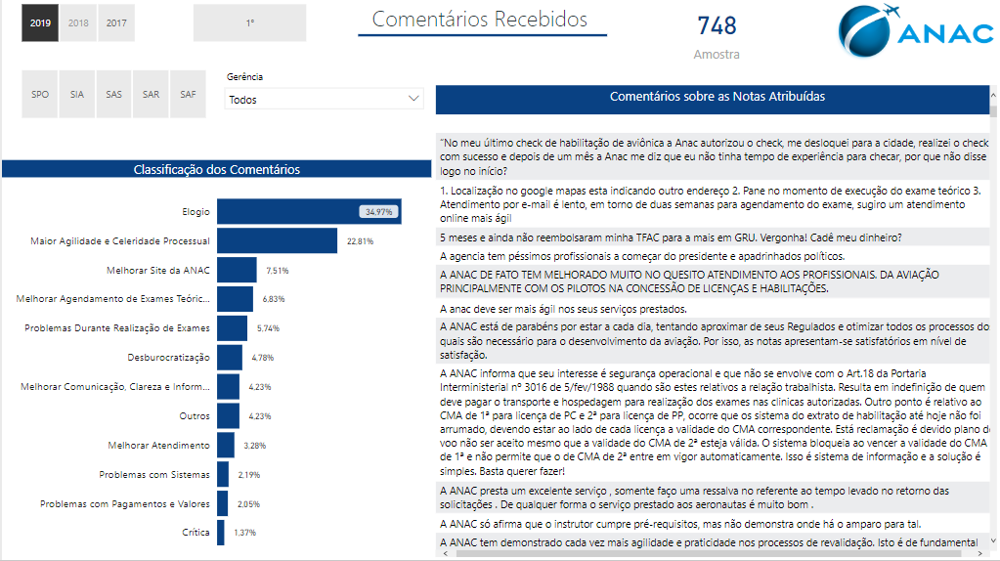 2019
2018
2017
1°
Comentários Recebidos
748
Amostra
ANAC
SPO
SIA
SAS
SAR
SAF
Gerência
Todos
Classificação dos Comentários
Elogio
34,97%
Maior Agilidade e Celeridade Processual
22,81%
Melhorar Site da ANAC
7,51%
Melhorar Agendamento de Exames Teóric...
6,83%
Problemas Durante Realização de Exames
5,74%
Desburocratização
4,78%
Melhorar Comunicação, Clareza e Inform...
4,23%
Outros
4,23%
Melhorar Atendimento
3,28%
Problemas com Sistemas
2,19%
Problemas com Pagamentos e Valores
2,05%
Crítica
1,37%
Comentários sobre as Notas Atribuídas
"No meu último check de habilitação de aviônica a Anac autorizou o check, me desloquei para a cidade, realizei o check
com sucesso e depois de um mês a Anac me diz que eu não tinha tempo de experiência para checar, por que não disse
logo no início?
1. Localização no google mapas esta indicando outro endereço 2. Pane no momento de execução do exame teórico 3.
Atendimento por e-mail é lento, em torno de duas semanas para agendamento do exame, sugiro um atendimento
online mais ágil
5 meses e ainda não reembolsaram minha TFAC para a mais em GRU. Vergonha! Cadê meu dinheiro?
A agencia tem péssimos profissionais a começar do presidente e apadrinhados políticos.
A ANAC DE FATO TEM MELHORADO MUITO NO QUESITO ATENDIMENTO AOS PROFISSIONAIS. DA AVIAÇÃO
PRINCIPALMENTE COM OS PILOTOS NA CONCESSÃO DE LICENÇAS E HABILITAÇÕES.
A anac deve ser mais ágil nos seus serviços prestados.
A ANAC está de parabéns por estar a cada dia, tentando aproximar de seus Regulados e otimizar todos os processos do
quais são necessário para o desenvolvimento da aviação. Por isso, as notas apresentam-se satisfatórios em nível de
satisfação.
A ANAC informa que seu interesse é segurança operacional e que não se envolve com o Art.18 da Portaria
Interministerial nº 3016 de 5/fev/1988 quando são estes relativos a relação trabalhista. Resulta em indefinição de quem
deve pagar o transporte e hospedagem para realização dos exames nas clinicas autorizadas. Outro ponto é relativo ao
CMA de 1ª para licença de PC e 2ª para licença de PP, ocorre que os sistema do extrato de habilitação até hoje não foi
arrumado, devendo estar ao lado de cada licença a validade do CMA correspondente. Está reclamação é devido plano d
voo não ser aceito mesmo que a validade do CMA de 2ª esteja válida. O sistema bloqueia ao vencer a validade do CMA
de 1ª e não permite que o de CMA de 2ª entre em vigor automaticamente. Isso é sistema de informação e a solução é
simples. Basta querer fazer!
A ANAC presta um excelente serviço , somente faço uma ressalva no referente ao tempo levado no retorno das
solicitações . De qualquer forma o serviço prestado aos aeronautas é muito bom .
A ANAC só afirma que o instrutor cumpre pré-requisitos, mas não demonstra onde há o amparo para tal.
A ANAC tem demonstrado cada vez mais agilidade e praticidade nos processos de revalidação. Isto é de fundamental